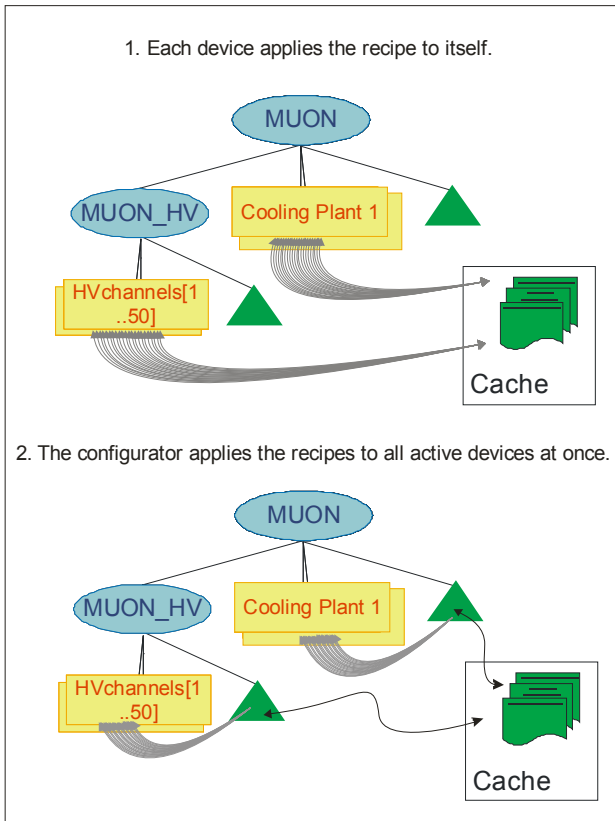 1. Each device applies the recipe to itself.
MUON
MUON_HV
Cooling Plant 1
HVchannels[1
..50]
Cache
2. The configurator applies the recipes to all active devices at once.
MUON
MUON_HV
Cooling Plant 1
HVchannels[1
..50]
Cache